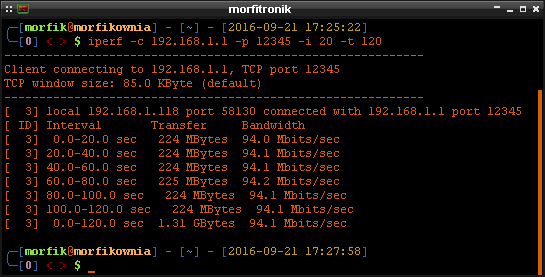 morfitronik
[morfik@morfikownia] - [~] - [2016-09-21 17:25:22]
[0] <> $ iperf -c 192.168.1.1 -p 12345 -i 20 -t 120
------------------------------------------------------------
Client connecting to 192.168.1.1, TCP port 12345
TCP window size: 85.0 KByte (default)
------------------------------------------------------------
[  3] local 192.168.1.118 port 58130 connected with 192.168.1.1 port 12345
[ ID] Interval       Transfer     Bandwidth
[  3]  0.0-20.0 sec   224 MBytes  94.0 Mbits/sec
[  3] 20.0-40.0 sec   224 MBytes  94.1 Mbits/sec
[  3] 40.0-60.0 sec   224 MBytes  94.1 Mbits/sec
[  3] 60.0-80.0 sec   225 MBytes  94.2 Mbits/sec
[  3] 80.0-100.0 sec   224 MBytes  94.1 Mbits/sec
[  3] 100.0-120.0 sec   224 MBytes  94.1 Mbits/sec
[  3]  0.0-120.0 sec  1.31 GBytes  94.1 Mbits/sec
[morfik@morfikownia] - [~] - [2016-09-21 17:27:58]
[0] <> $